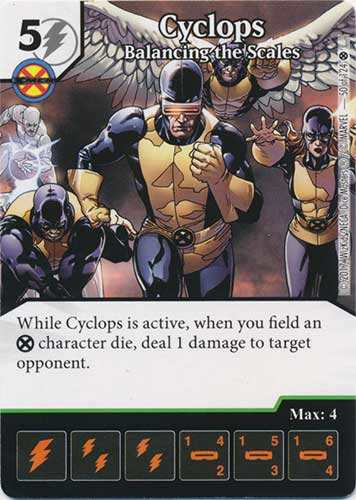 5
Cyclops
Balancing the Scales
While Cyclops is active, when you field an
character die, deal 1 damage to target
opponent.
Max: 4
1 4 2
1 5 3
1 6 4
4